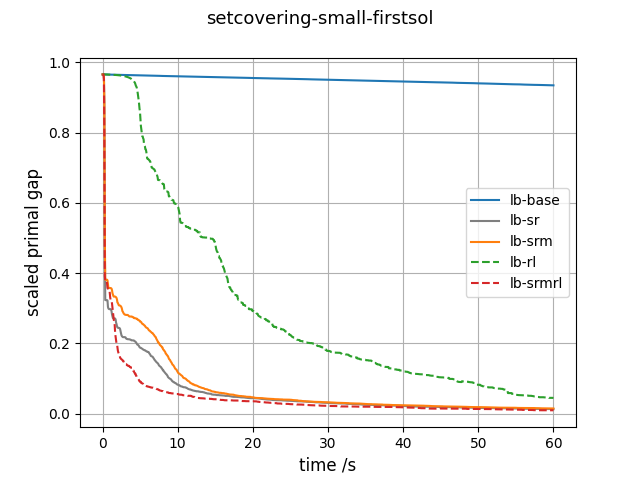 setcovering-small-firstsol
scaled primal gap
1.0
0.8
0.6
0.4
0.2
0.0
lb-base
lb-sr
lb-srm
lb-rl
lb-srmrl
0 10 20 30 40 50 60
time /s